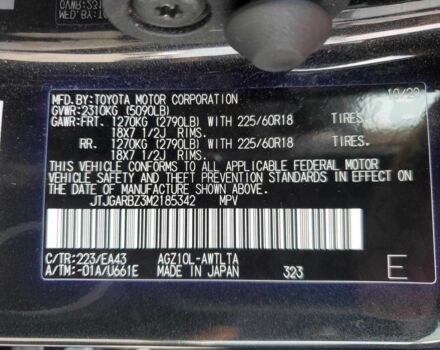 MFD.BY:TOYOTA MOTOR CORPORATION 10/20
GVWR:2310KG (5090LB)
GAWR:FRT. 1270KG (2790LB) WITH 225/60R18 TIRES.
18X7 1/2J RIMS.
RR. 1270KG (2790LB) WITH 225/60R18 TIRES.
18X7 1/2J RIMS.
THIS VEHICLE CONFORMS TO ALL APPLICABLE FEDERAL MOTOR
VEHICLE SAFETY STANDARDS IN EFFECT ON
THE DATE OF MANUFACTURE SHOWN ABOVE.
JTJGARBZ3M2185342 MPV
C/TR:223/EA43 AGZ10L-AWTLTA
A/TM:-01A/U661E MADE IN JAPAN 323 E